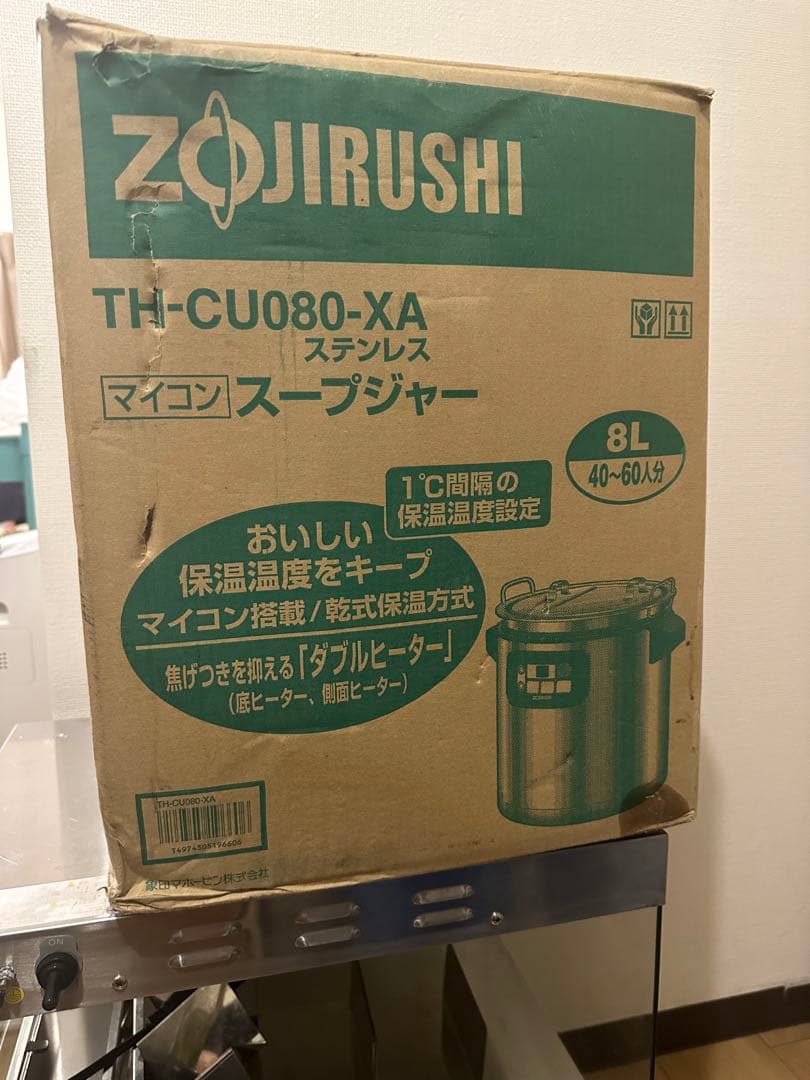 ZOJIRUSHI
TH-CU080-XA
ステンレス
マイコン スープジャー
8L
40~60人分
1℃間隔の
保温温度設定
おいしい
保温温度をキープ
マイコン搭載/乾式保温方式
焦げつきを抑える「ダブルヒーター」
(底ヒーター、側面ヒーター)
ZOJIRUSHI
TH-CU080-XA
T4974305196606
象印マホービン株式会社
ON